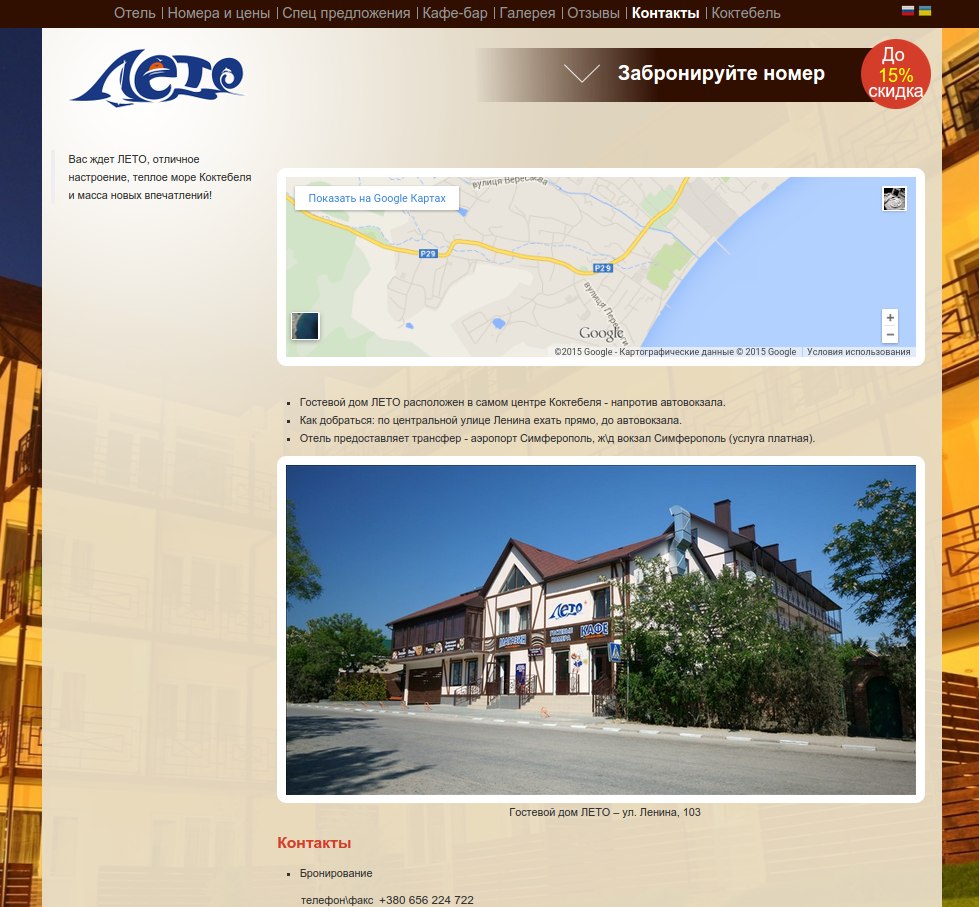 Отель | Номера и цены | Спец предложения | Кафе-бар | Галерея | Отзывы | Контакты | Коктебель
ЛЕТО
Забронируйте номер
До
15%
скидка
Вас ждет ЛЕТО, отличное
настроение, теплое море Коктебеля
и масса новых впечатлений!
вулиця Вересаєва
Показать на Google Картах
P29
P29
Google
+
−
©2015 Google - Картографические данные © 2015 Google | Условия использования
Гостевой дом ЛЕТО расположен в самом центре Коктебеля - напротив автовокзала.
Как добраться: по центральной улице Ленина ехать прямо, до автовокзала.
Отель предоставляет трансфер - аэропорт Симферополь, ж\д вокзал Симферополь (услуга платная).
ЛЕТО
МАГАЗИН
ГОСТЕВЫЕ
НОМЕРА
КАФЕ
Гостевой дом ЛЕТО – ул. Ленина, 103
Контакты
Бронирование
телефон\факс +380 656 224 722